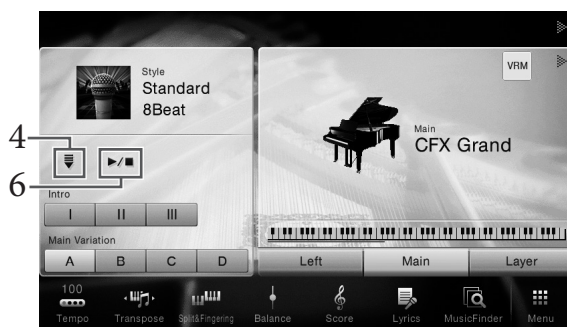 Style
Standard
8Beat
VRM
Main
CFX Grand
4
6
Intro
I II III
Main Variation
A B C D
Left Main Layer
100
Tempo Transpose Split&Fingering Balance Score Lyrics MusicFinder Menu